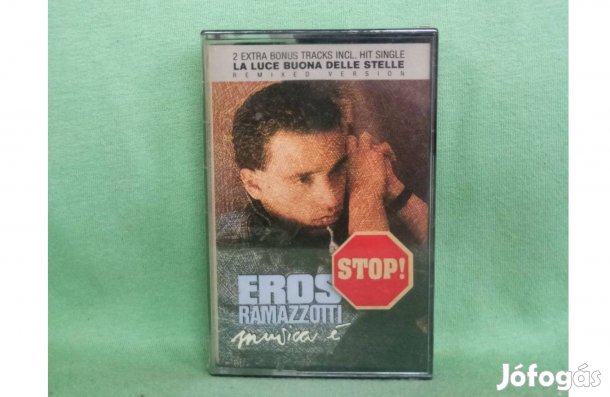 2 EXTRA BONUS TRACKS INCL. HIT SINGLE
LA LUCE BUONA DELLE STELLE
REMIXED VERSION
STOP!
EROS
RAMAZZOTTI
musica è
Jófogás